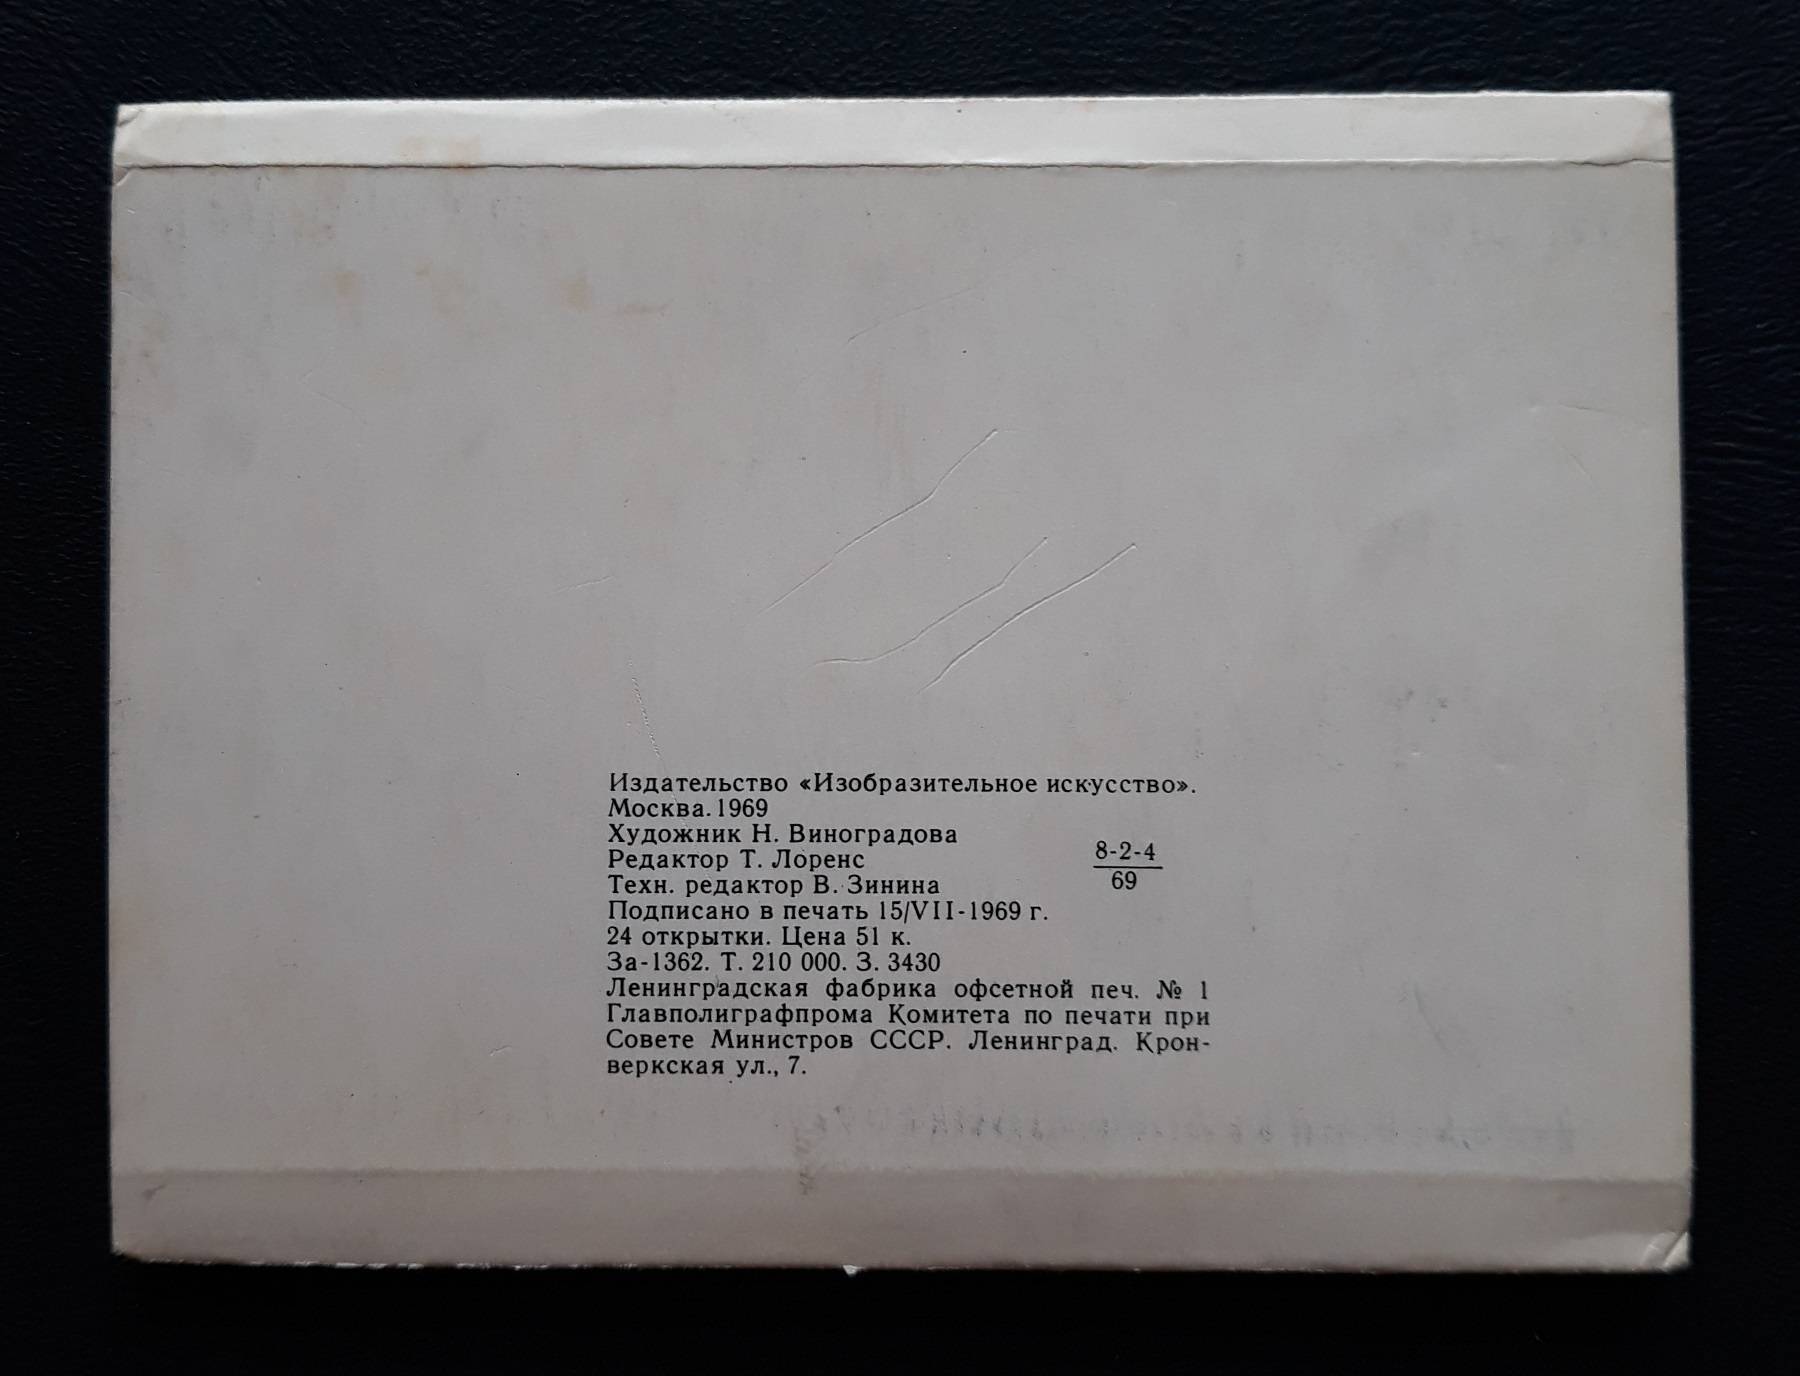 Издательство «Изобразительное искусство».
Москва. 1969
Художник Н. Виноградова
Редактор Т. Лоренс
Техн. редактор В. Зинина
8-2-4
69
Подписано в печать 15/VII-1969 г.
24 открытки. Цена 51 к.
За-1362. Т. 210 000. З. 3430
Ленинградская фабрика офсетной печ. № 1
Главполиграфпрома Комитета по печати при
Совете Министров СССР. Ленинград. Крон-
веркская ул., 7.